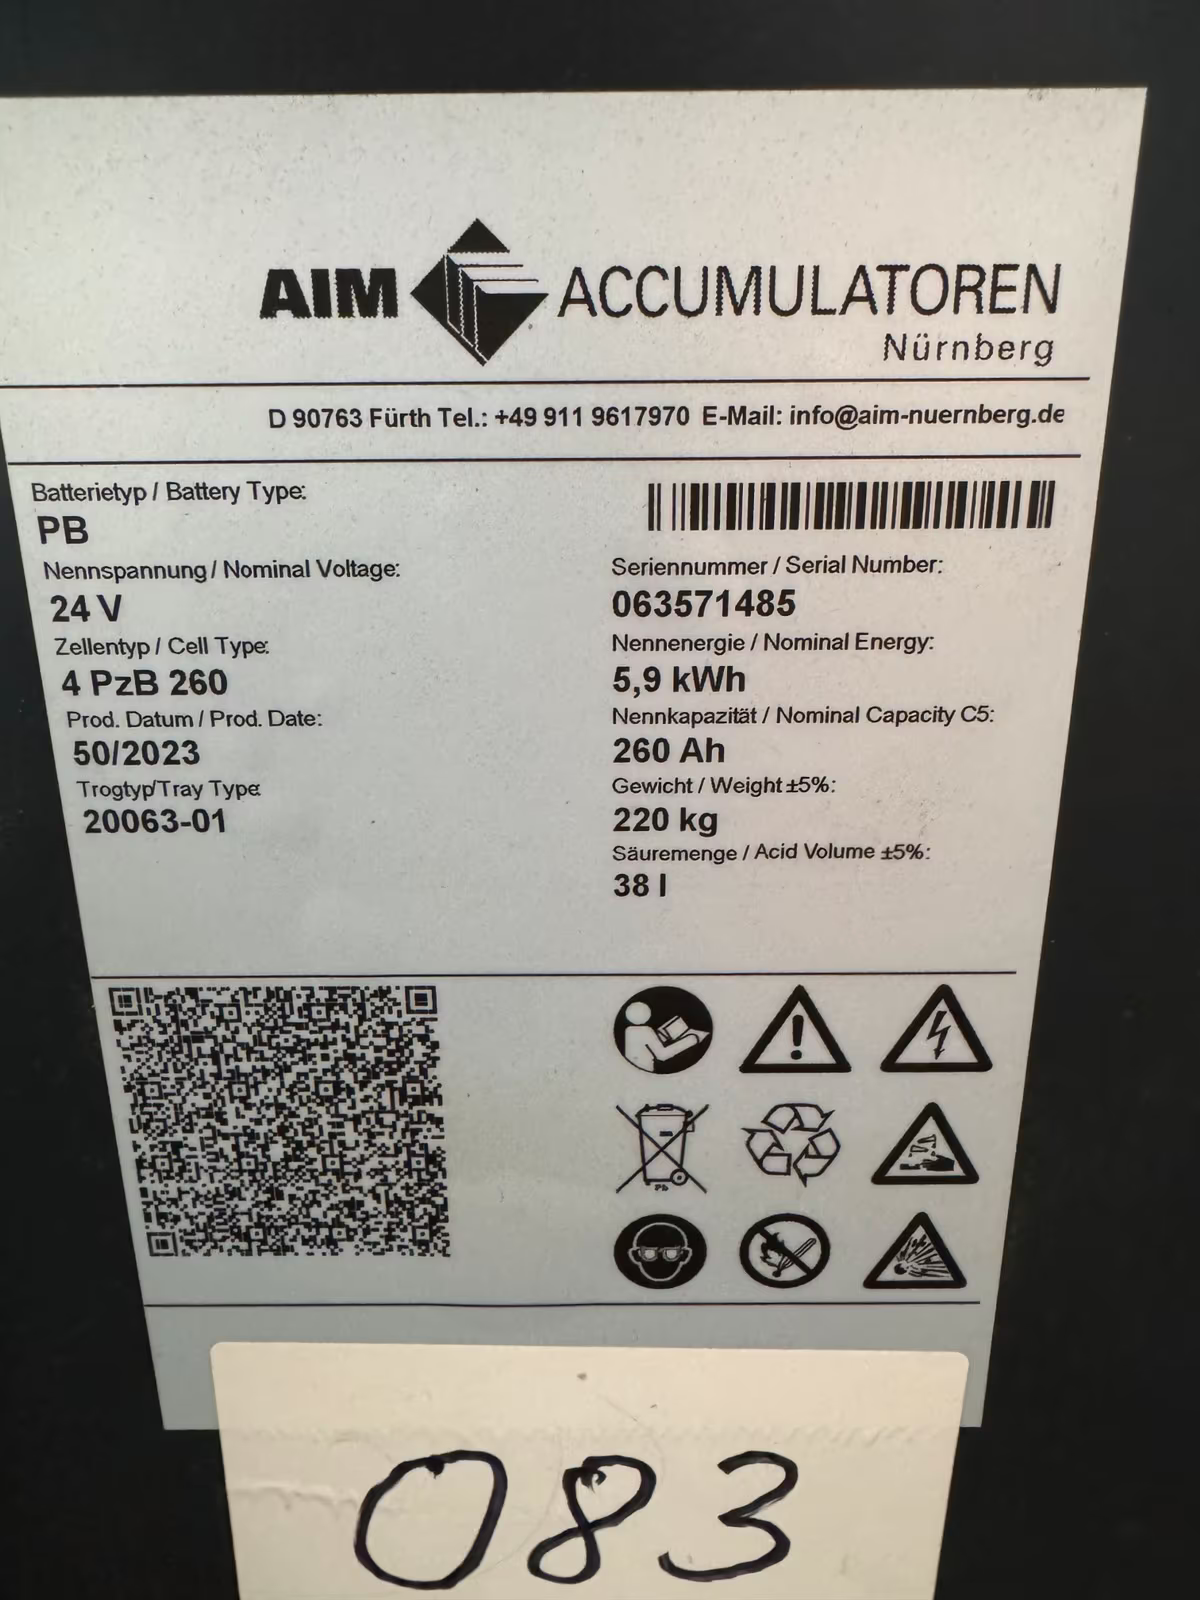 AIM ACCUMULATOREN
Nürnberg
D 90763 Fürth Tel.: +49 911 9617970 E-Mail: info@aim-nuernberg.de
Batterietyp / Battery Type:
PB
Nennspannung / Nominal Voltage:
24 V
Zellentyp / Cell Type:
4 PzB 260
Prod. Datum / Prod. Date:
50/2023
Trogtyp/Tray Type:
20063-01
Seriennummer / Serial Number:
063571485
Nennenergie / Nominal Energy:
5,9 kWh
Nennkapazität / Nominal Capacity C5:
260 Ah
Gewicht / Weight ±5%:
220 kg
Säuremenge / Acid Volume ±5%:
38 l
Pb
083